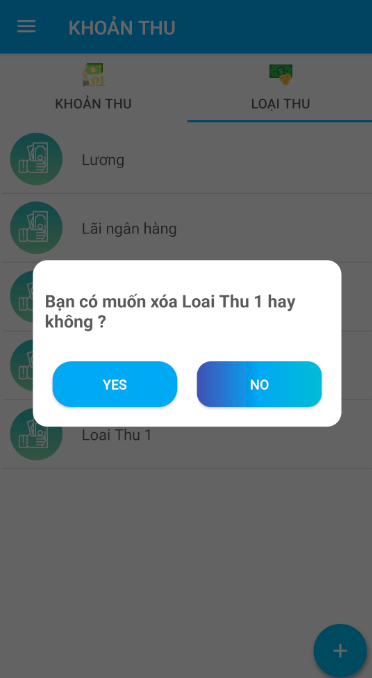 KHOẢN THU
KHOẢN THU
LOẠI THU
Lương
Lãi ngân hàng
Bạn có muốn xóa Loai Thu 1 hay
không ?
YES
NO
Loai Thu 1